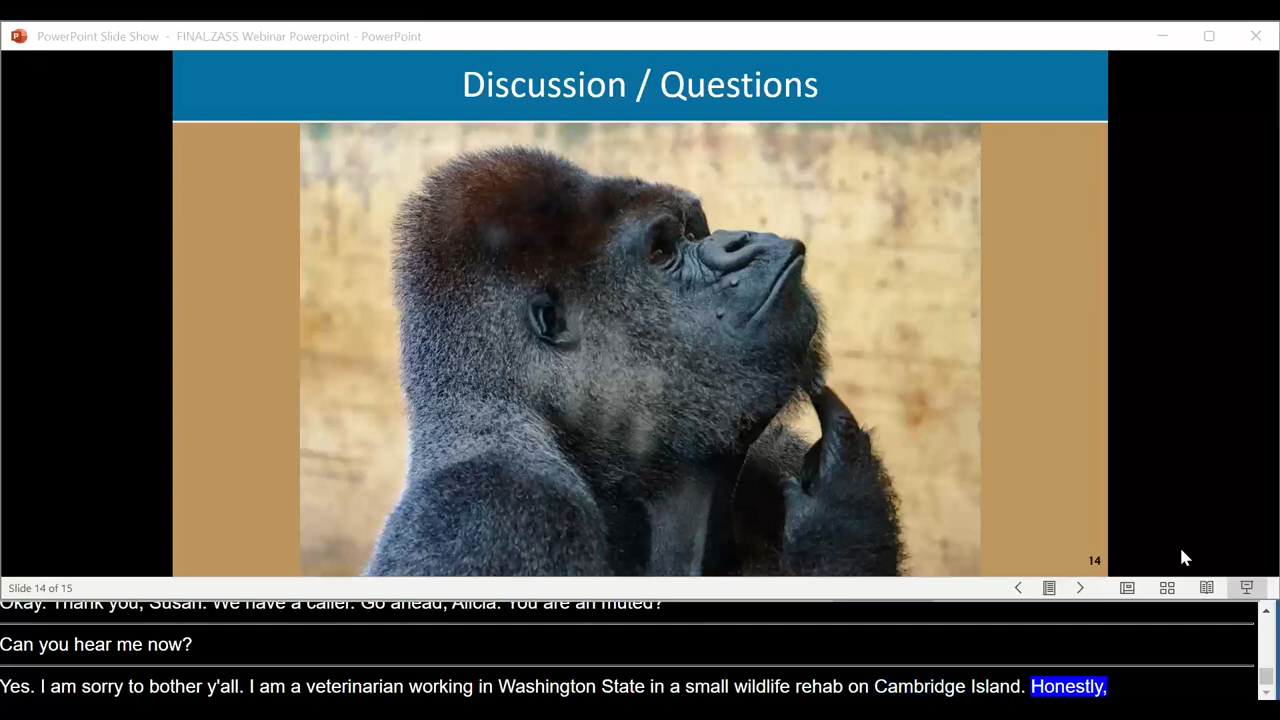 PowerPoint Slide Show - FINAL.ZASS Webinar Powerpoint - PowerPoint
Discussion / Questions
14
Slide 14 of 15
Okay. Thank you, Susan. We have a caller. Go ahead, Alicia. You are an muted?
Can you hear me now?
Yes. I am sorry to bother y'all. I am a veterinarian working in Washington State in a small wildlife rehab on Cambridge Island. Honestly,